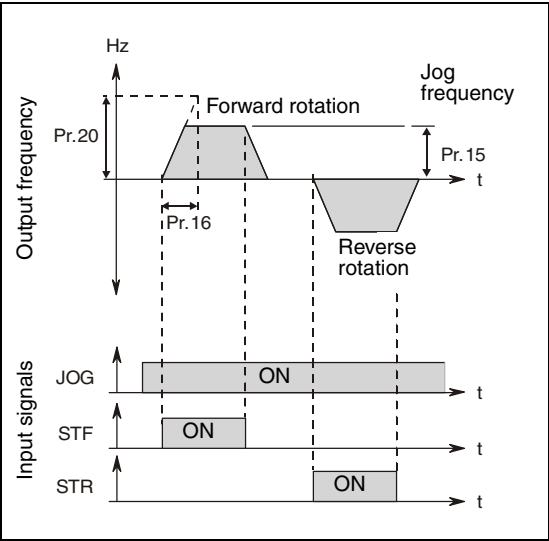 Hz
Output frequency
Pr.20
Forward rotation
Jog
frequency
Pr.15
t
Pr.16
Reverse
rotation
Input signals
JOG
ON
t
STF
ON
t
STR
ON
t